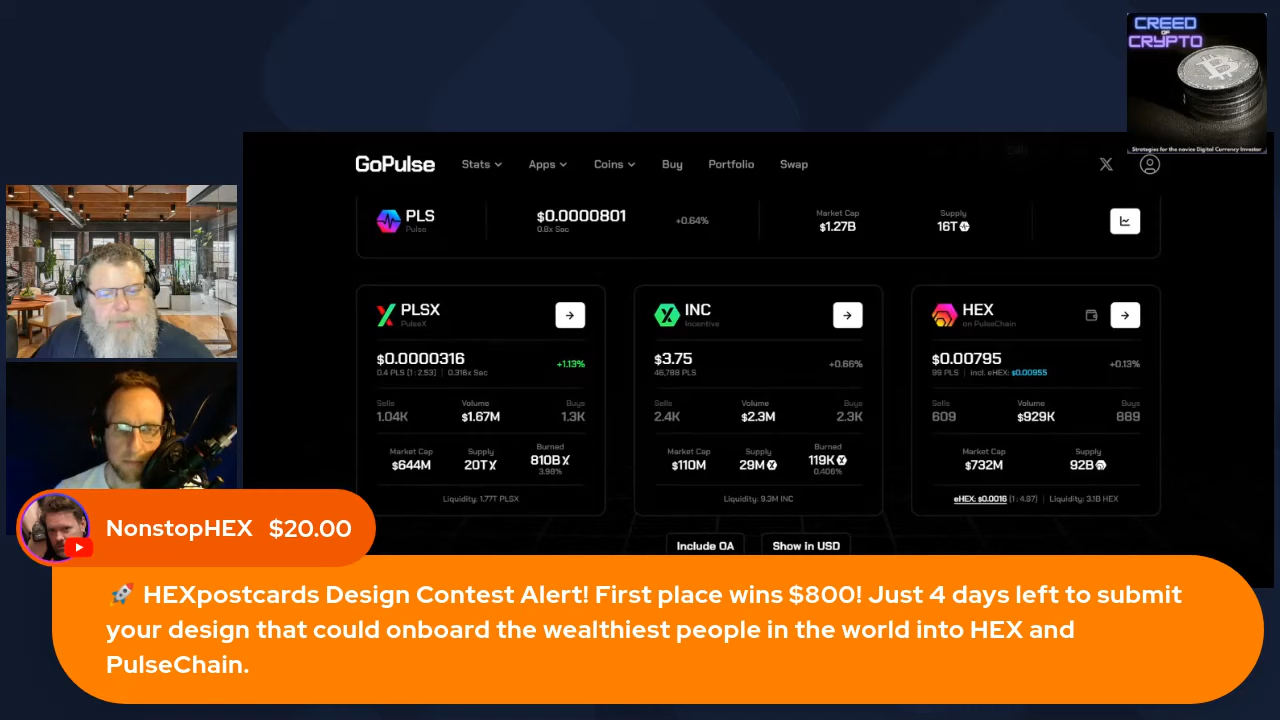 CREED
OF
CRYPTO
Strategies for the novice Digital Currency Investor
GoPulse
Stats
Apps
Coins
Buy
Portfolio
Swap
PLS
Pulse
$0.0000801
0.8x Sac
+0.64%
Market Cap
$1.27B
Supply
16T
PLSX
PulseX
$0.0000316
+1.13%
0.4 PLS [1 : 2.53] | 0.316x Sac
Sells
Volume
Buys
1.04K
$1.67M
1.3K
Market Cap
Supply
Burned
$644M
20T
810B
3.98%
Liquidity: 1.77T PLSX
INC
Incentive
$3.75
+0.66%
46,788 PLS
Sells
Volume
Buys
2.4K
$2.3M
2.3K
Market Cap
Supply
Burned
$110M
29M
119K
0.406%
Liquidity: 9.3M INC
HEX
on PulseChain
$0.00795
+0.13%
99 PLS | incl. eHEX: $0.00955
Sells
Volume
Buys
609
$929K
889
Market Cap
Supply
$732M
92B
eHEX: $0.0016 (1 : 4.97) | Liquidity: 3.1B HEX
Include OA
Show in USD
NonstopHEX $20.00
🚀 HEXpostcards Design Contest Alert! First place wins $800! Just 4 days left to submit
your design that could onboard the wealthiest people in the world into HEX and
PulseChain.